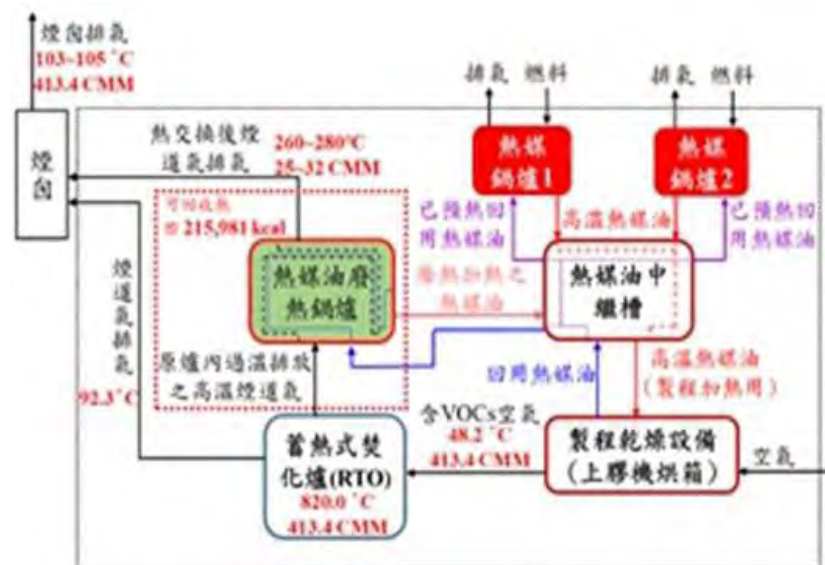 煙囪排氣
103~105 °C
413.4 CMM
煙囪
熱交換後煙
道氣排氣
260~280℃
25~32 CMM
排氣
燃料
排氣
燃料
熱媒
鍋爐1
熱媒
鍋爐2
可回收熱
215,981 kcal
已預熱回
用熱媒油
高溫熱媒油
已預熱回
用熱媒油
熱媒油廢
熱鍋爐
廢熱加熱之
熱媒油
熱媒油中
繼槽
煙道氣排氣
92.3°C
原爐內過溫排放
之高溫煙道氣
回用熱媒油
高溫熱媒油
(製程加熱用)
蓄熱式焚
化爐(RTO)
820.0 °C
413.4 CMM
含VOCs空氣
48.2 °C
413.4 CMM
製程乾燥設備
(上膠機烘箱)
空氣